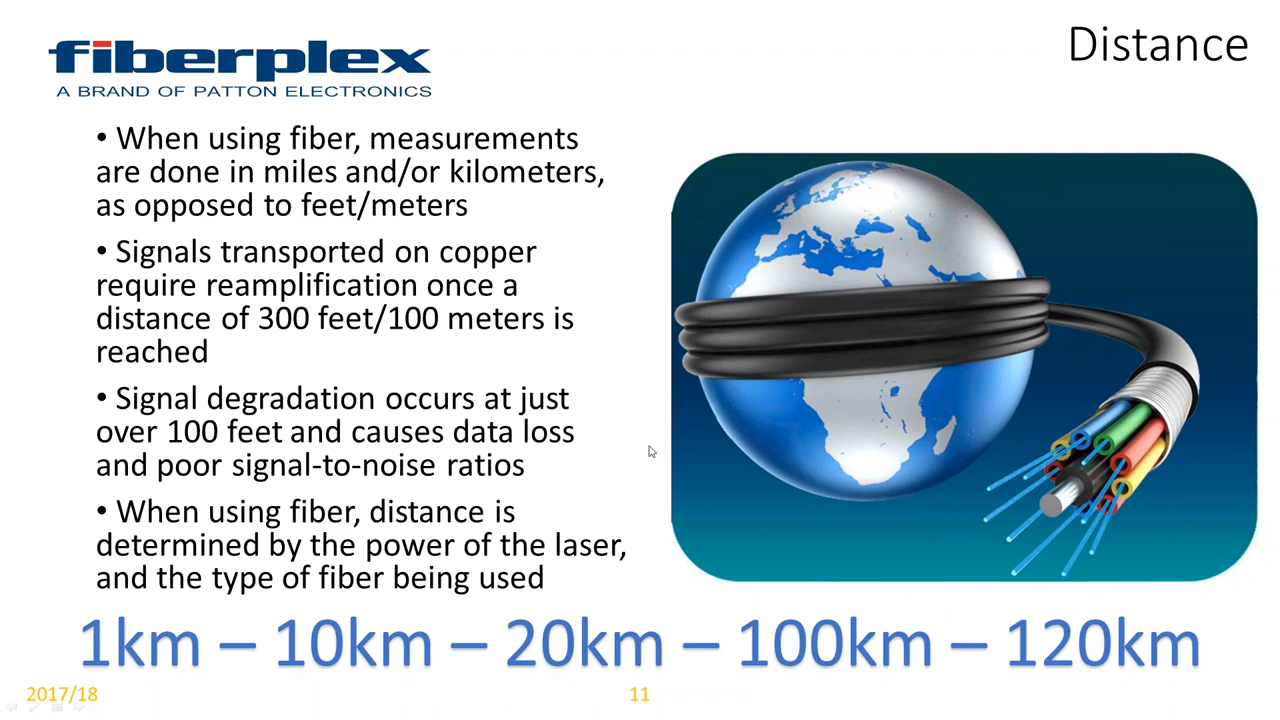 fiberplex
A BRAND OF PATTON ELECTRONICS
Distance
• When using fiber, measurements
are done in miles and/or kilometers,
as opposed to feet/meters
• Signals transported on copper
require reamplification once a
distance of 300 feet/100 meters is
reached
• Signal degradation occurs at just
over 100 feet and causes data loss
and poor signal-to-noise ratios
• When using fiber, distance is
determined by the power of the laser,
and the type of fiber being used
1km – 10km – 20km – 100km – 120km
2017/18
11